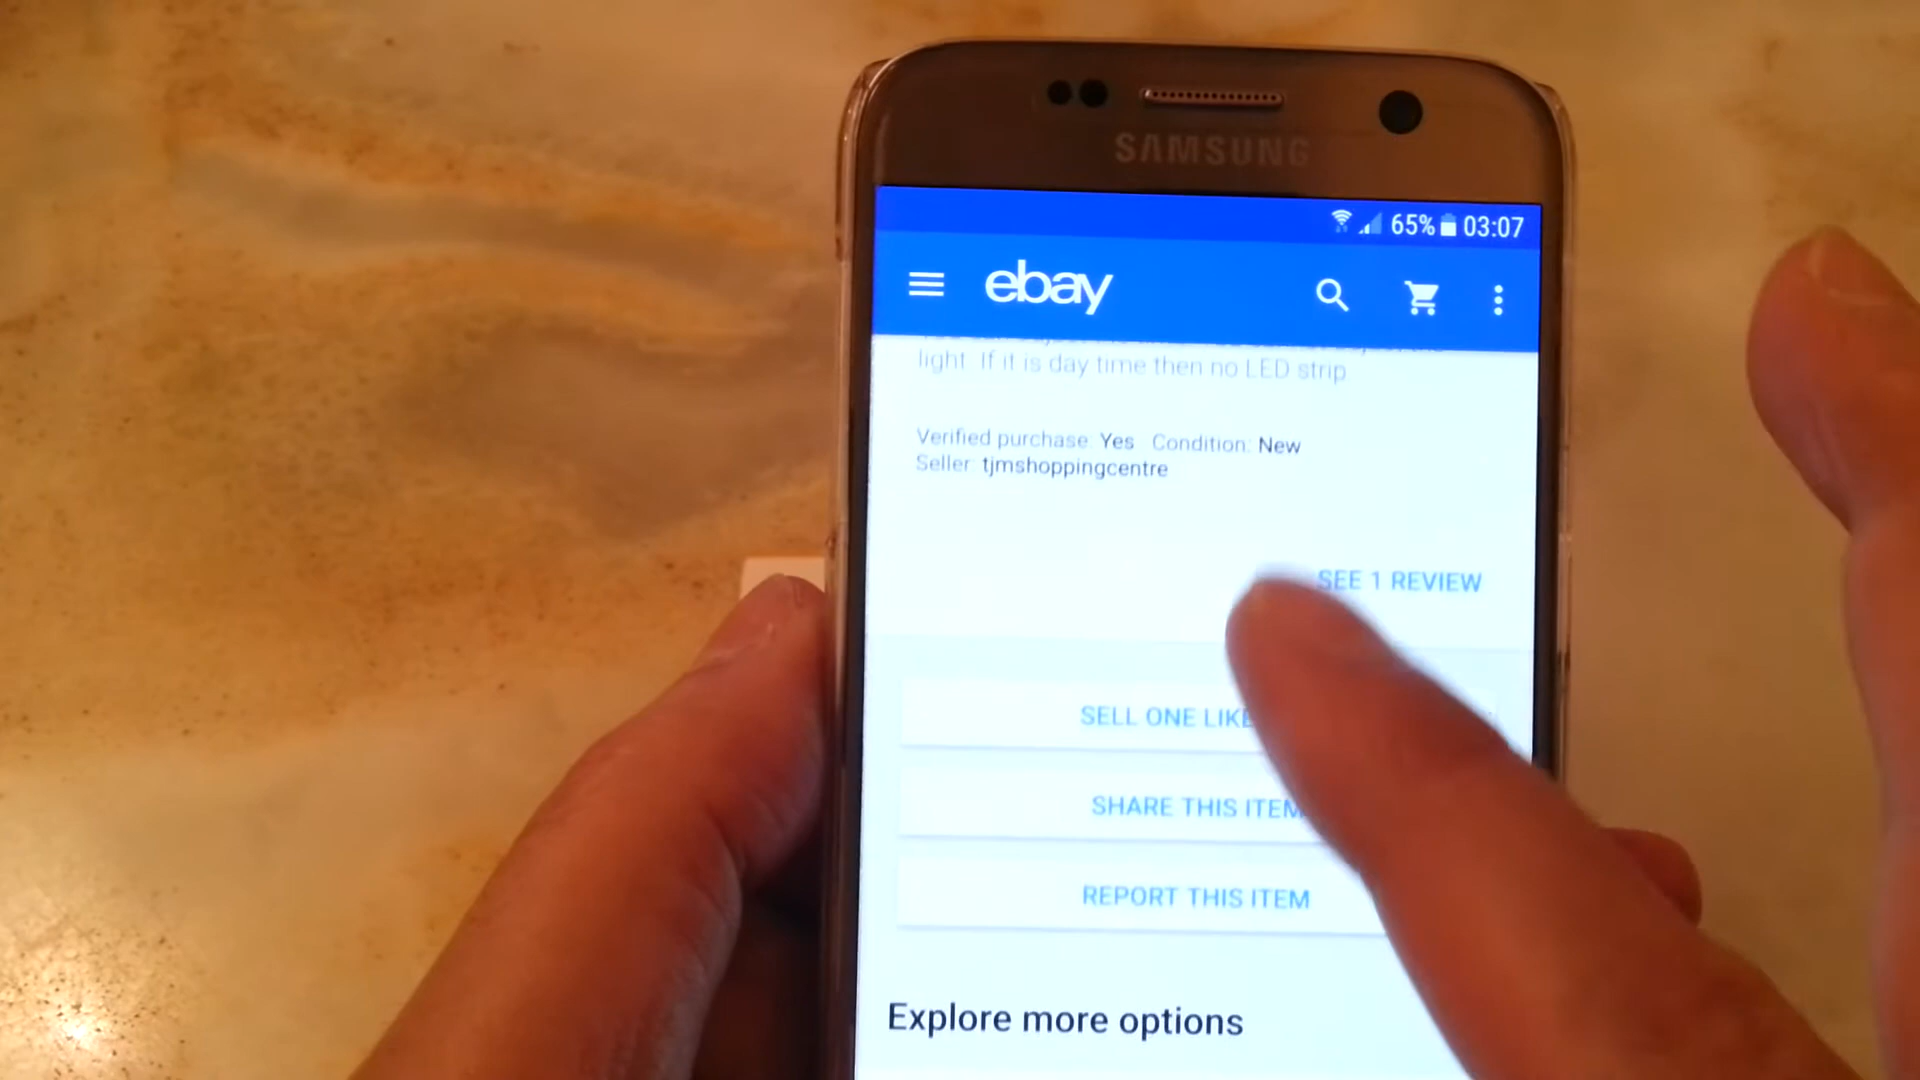 SAMSUNG
65% 03:07
ebay
light. If it is day time then no LED strip
Verified purchase: Yes Condition: New
Seller: tjmshoppingcentre
SEE 1 REVIEW
SELL ONE LIKE
SHARE THIS ITEM
REPORT THIS ITEM
Explore more options